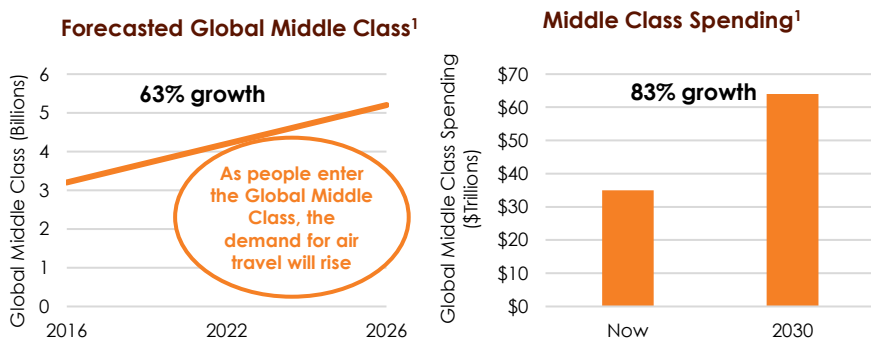 Forecasted Global Middle Class1
Global Middle Class (Billions)
6
5
4
3
2
1
0
63% growth
As people enter
the Global Middle
Class, the
demand for air
travel will rise
2016
2022
2026
Middle Class Spending1
Global Middle Class Spending
($Trillions)
$70
$60
$50
$40
$30
$20
$10
$0
83% growth
Now
2030